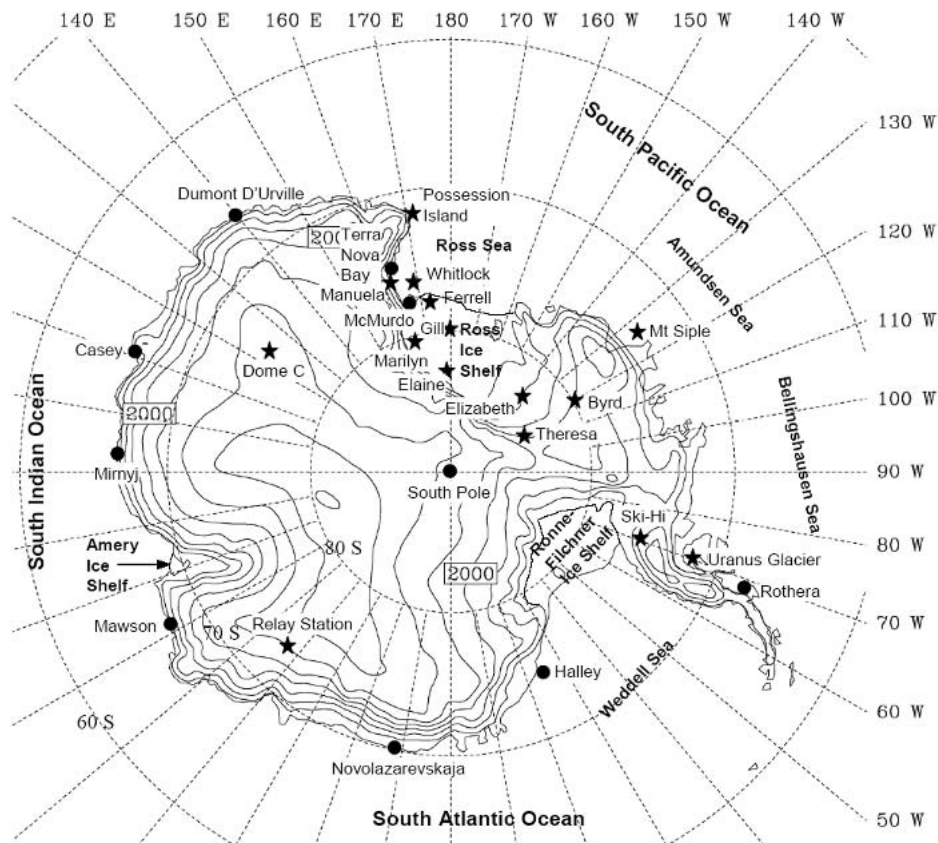 140 E 150 E 160 E 170 E 180 170 W 160 W 150 W 140 W
130 W
120 W
110 W
100 W
90 W
80 W
70 W
60 W
50 W
South Pacific Ocean
Amundsen Sea
Bellingshausen Sea
Dumont D'Urville
Possession
Island
Ross Sea
Terra
Nova
Bay
Manuela
Whitlock
Ferrell
McMurdo
Gill
Ross
Ice
Shelf
Marilyn
Elaine
Elizabeth
Mt Siple
Byrd
Theresa
Casey
Dome C
2000
South Indian Ocean
Mirnyj
South Pole
Ski-Hi
Ronne-
Filchner
Ice Shelf
Uranus Glacier
Rothera
Amery
Ice
Shelf
80 S
2000
Mawson
70 S
Relay Station
Halley
Weddell Sea
60 S
Novolazarevskaja
South Atlantic Ocean